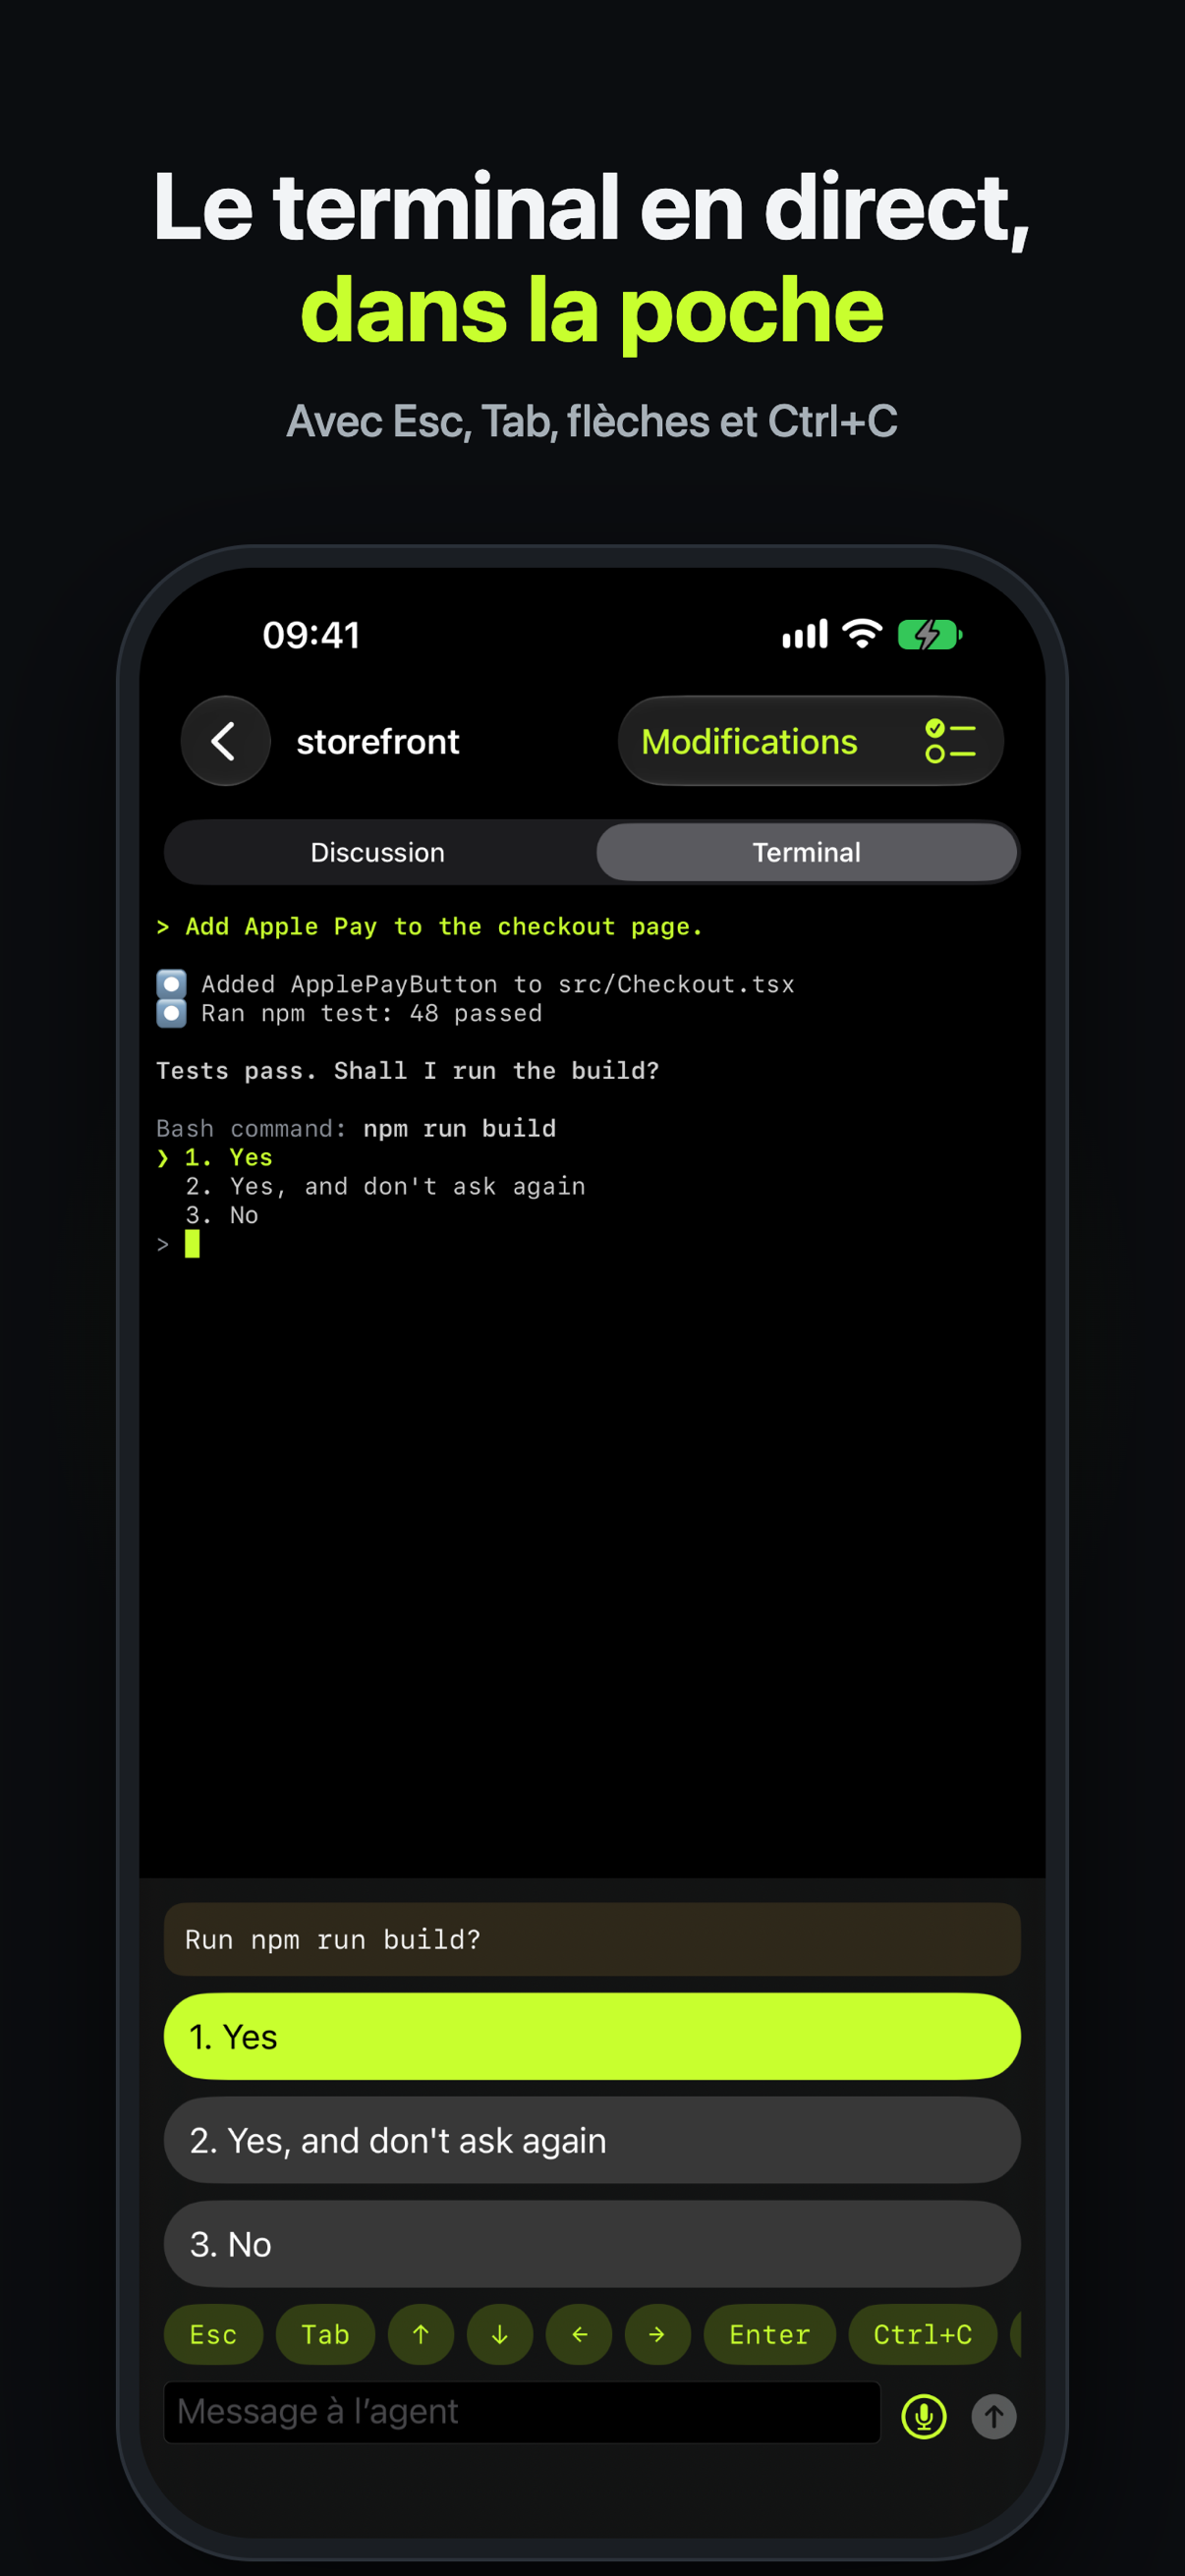 Le terminal en direct,
dans la poche
Avec Esc, Tab, flèches et Ctrl+C
09:41
storefront
Modifications
Discussion
Terminal
> Add Apple Pay to the checkout page.
Added ApplePayButton to src/Checkout.tsx
Ran npm test: 48 passed
Tests pass. Shall I run the build?
Bash command: npm run build
❯ 1. Yes
2. Yes, and don't ask again
3. No
>
Run npm run build?
1. Yes
2. Yes, and don't ask again
3. No
Esc Tab ↑ ↓ ← → Enter Ctrl+C
Message à l’agent